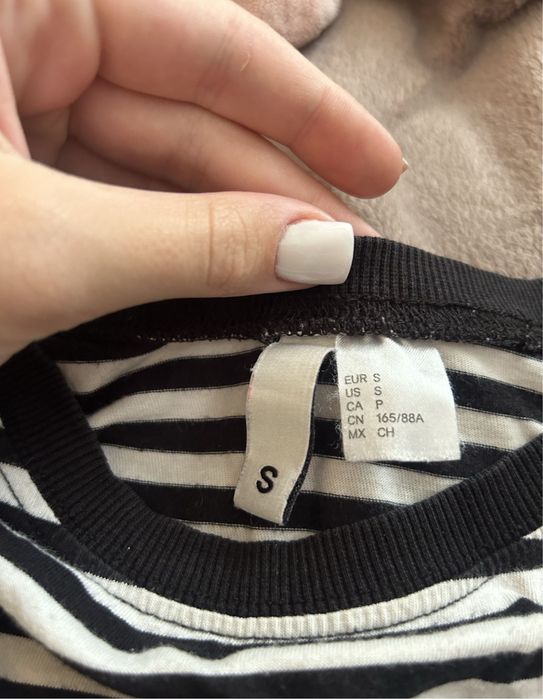 S
EUR S
US S
CA P
CN 165/88A
MX CH